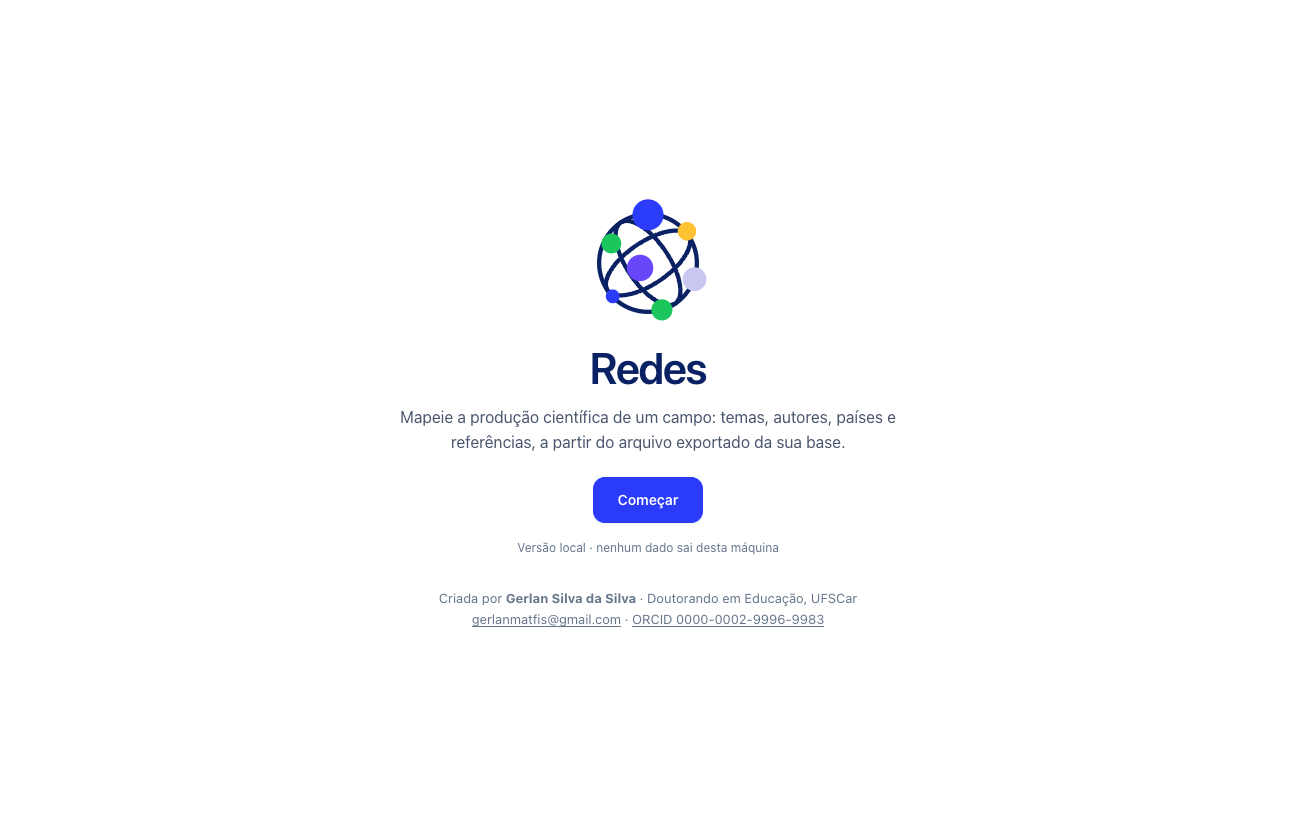 Redes
Mapeie a produção científica de um campo: temas, autores, países e
referências, a partir do arquivo exportado da sua base.
Começar
Versão local · nenhum dado sai desta máquina
Criada por Gerlan Silva da Silva · Doutorando em Educação, UFSCar
gerlanmatfis@gmail.com · ORCID 0000-0002-9996-9983